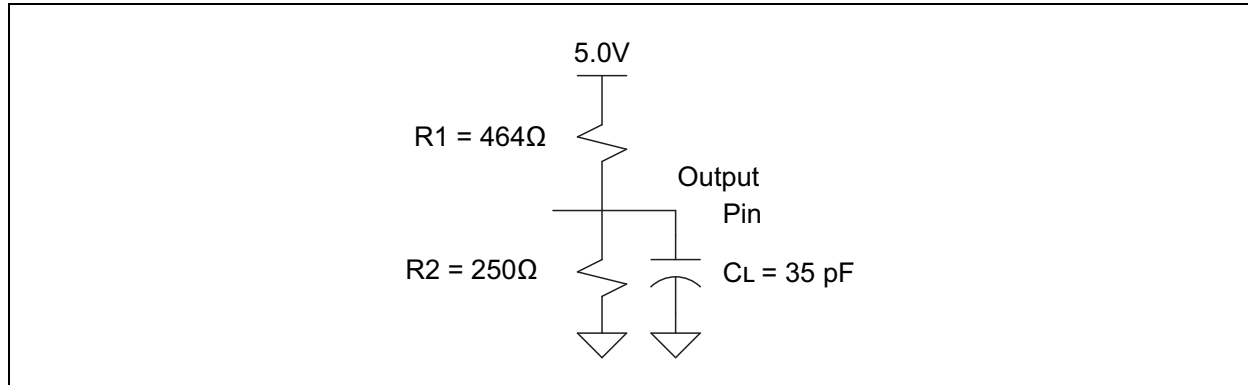 5.0V
R1 = 464Ω
Output
Pin
R2 = 250Ω
CL = 35 pF